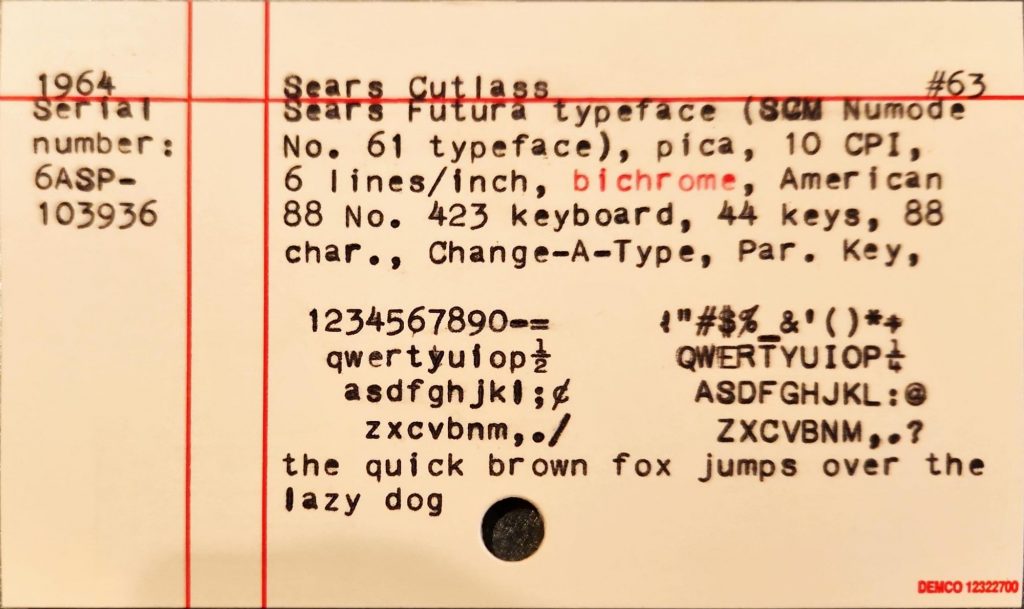 1964 Sears Cutlass #63
Serial Sears Futura typeface (SCM Numode
number: No. 61 typeface), pica, 10 CPI,
6ASP- 6 lines/inch, bichrome, American
103936 88 No. 423 keyboard, 44 keys, 88
char., Change-A-Type, Par. Key,
1234567890-= !"#$%_&'()*+
qwertyuiop½ QWERTYUIOP¼
asdfghjkl;¢ ASDFGHJKL:@
zxcvbnm,./ ZXCVBNM,.?
the quick brown fox jumps over the
lazy dog
DEMCO 12322700